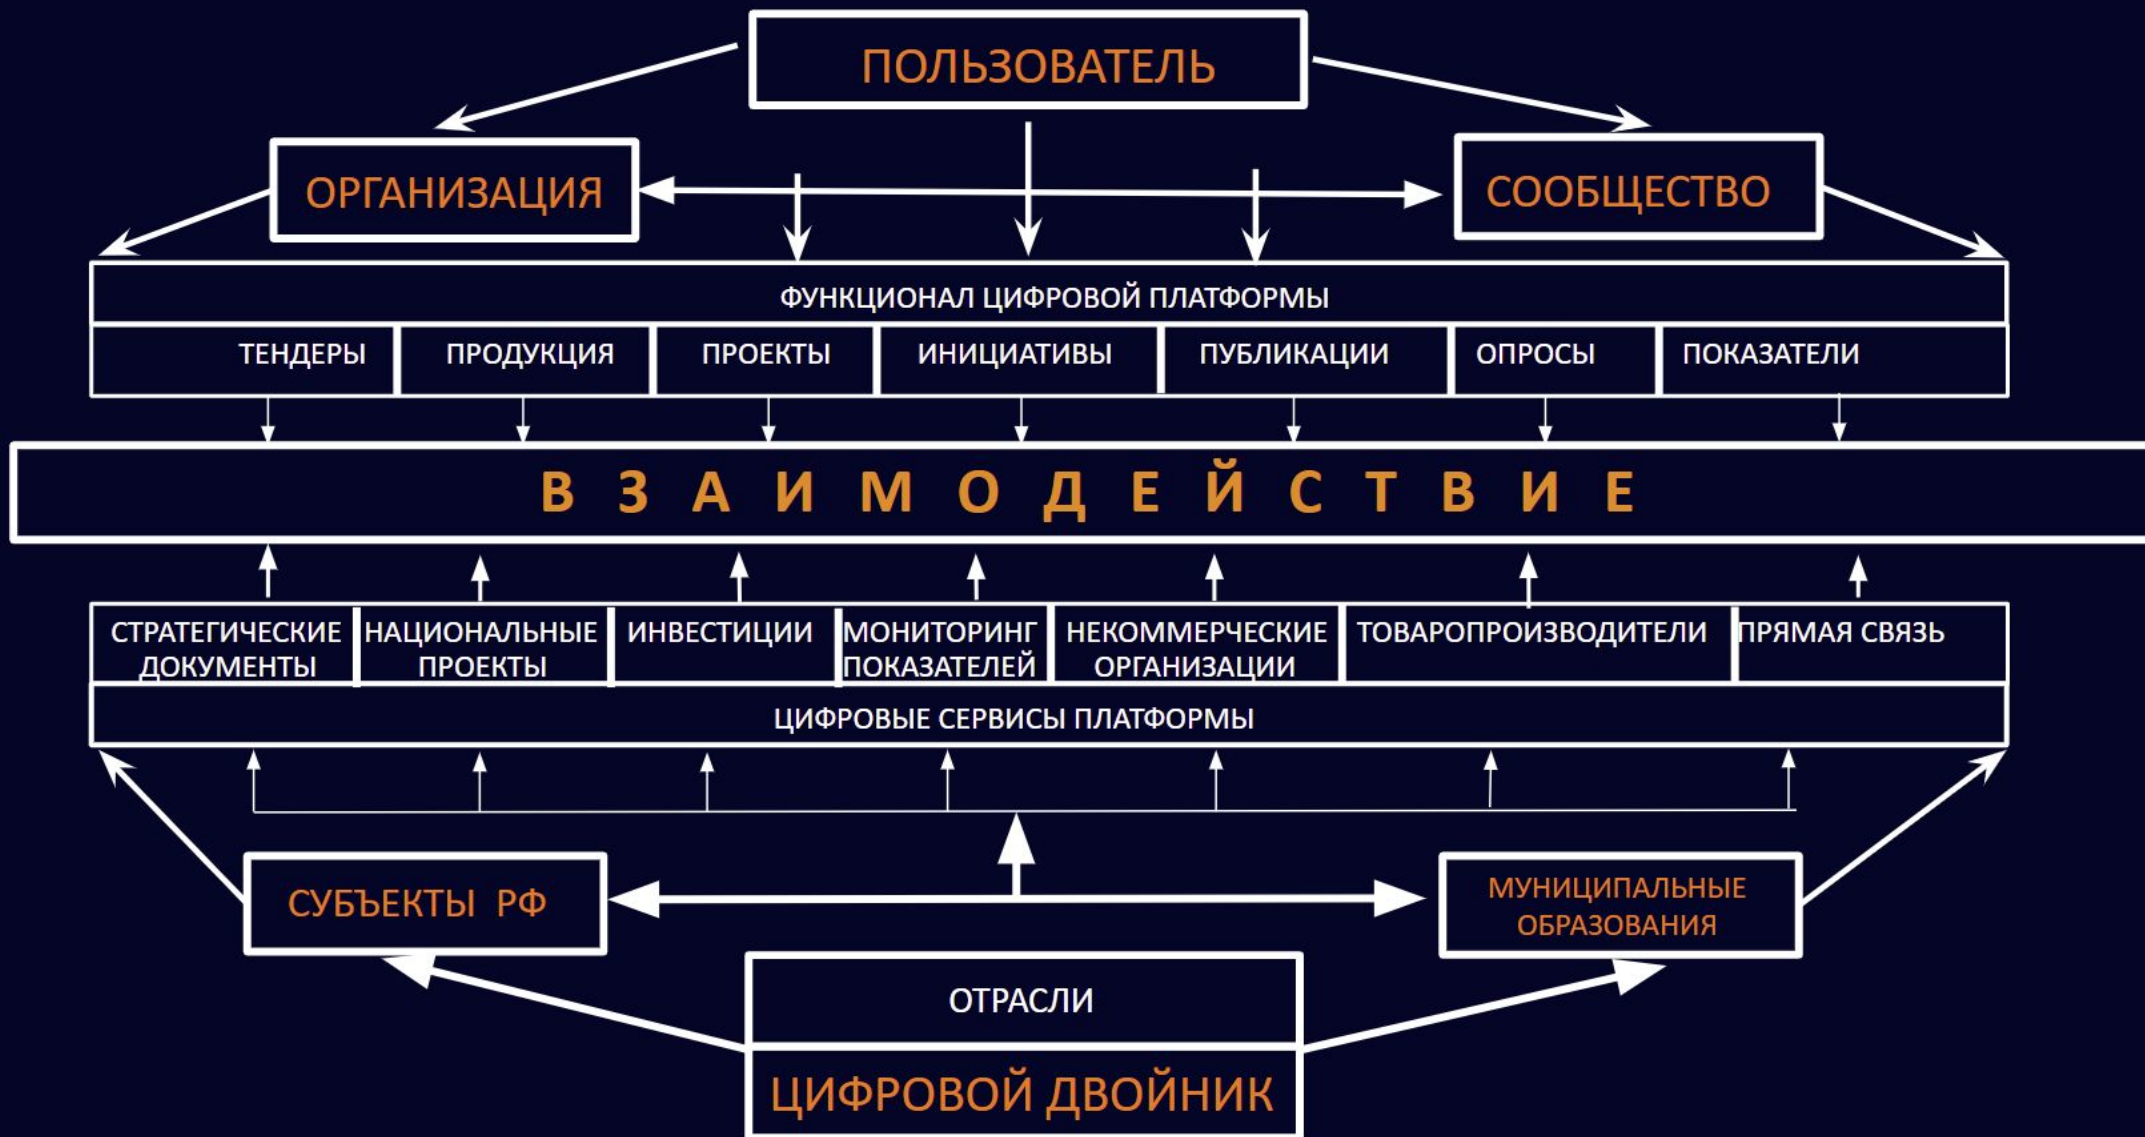 ПОЛЬЗОВАТЕЛЬ
ОРГАНИЗАЦИЯ
СООБЩЕСТВО
ФУНКЦИОНАЛ ЦИФРОВОЙ ПЛАТФОРМЫ
ТЕНДЕРЫ
ПРОДУКЦИЯ
ПРОЕКТЫ
ИНИЦИАТИВЫ
ПУБЛИКАЦИИ
ОПРОСЫ
ПОКАЗАТЕЛИ
В З А И М О Д Е Й С Т В И Е
СТРАТЕГИЧЕСКИЕ
ДОКУМЕНТЫ
НАЦИОНАЛЬНЫЕ
ПРОЕКТЫ
ИНВЕСТИЦИИ
МОНИТОРИНГ
ПОКАЗАТЕЛЕЙ
НЕКОММЕРЧЕСКИЕ
ОРГАНИЗАЦИИ
ТОВАРОПРОИЗВОДИТЕЛИ
ПРЯМАЯ СВЯЗЬ
ЦИФРОВЫЕ СЕРВИСЫ ПЛАТФОРМЫ
СУБЪЕКТЫ РФ
МУНИЦИПАЛЬНЫЕ
ОБРАЗОВАНИЯ
ОТРАСЛИ
ЦИФРОВОЙ ДВОЙНИК